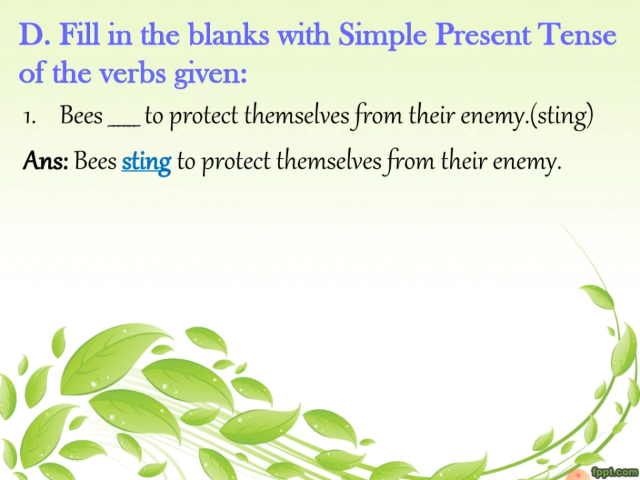 D. Fill in the blanks with Simple Present Tense
of the verbs given:
1. Bees ____ to protect themselves from their enemy.(sting)
Ans: Bees sting to protect themselves from their enemy.
fppt.com